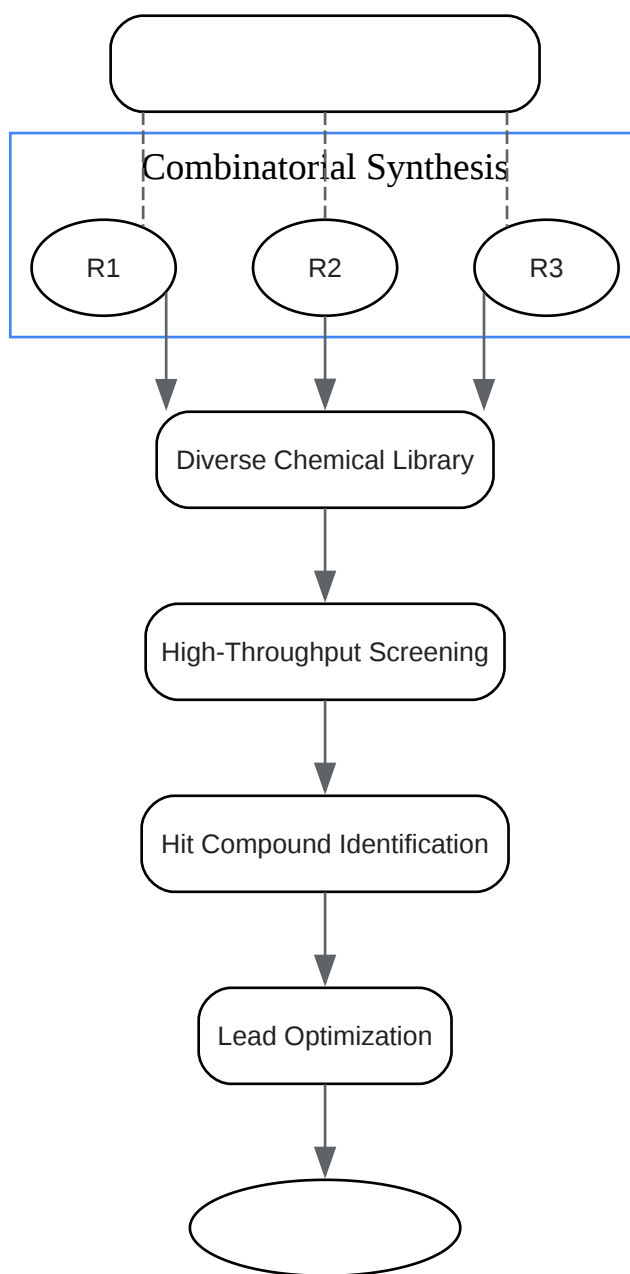 Combinatorial Synthesis
R1
R2
R3
Diverse Chemical Library
High-Throughput Screening
Hit Compound Identification
Lead Optimization